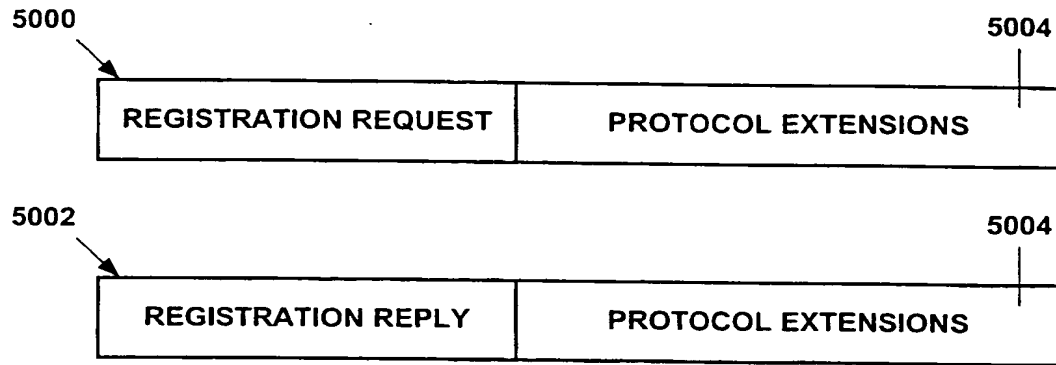 5000
5004
REGISTRATION REQUEST PROTOCOL EXTENSIONS
5002
5004
REGISTRATION REPLY PROTOCOL EXTENSIONS